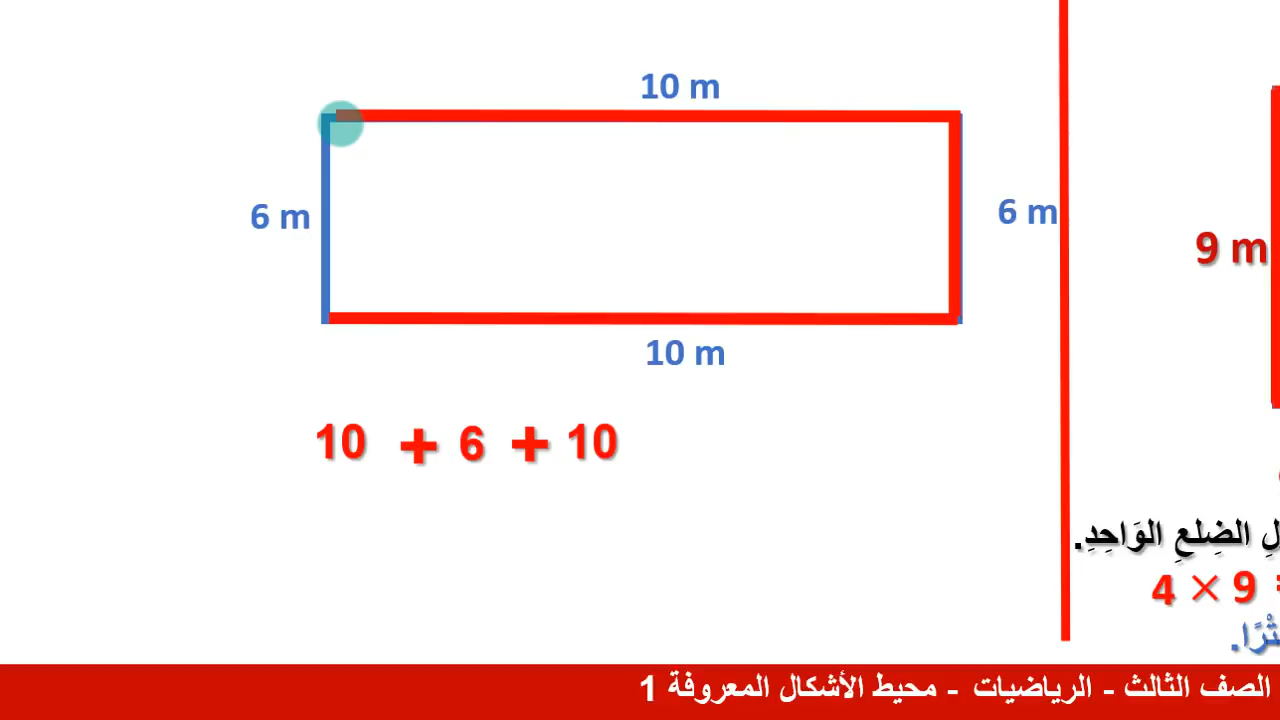 10 m
6 m
6 m
10 m
10 + 6 + 10
9 m
الضِلعِ الوَاحِدِ.
4 × 9
الصف الثالث - الرياضيات - محيط الأشكال المعروفة 1